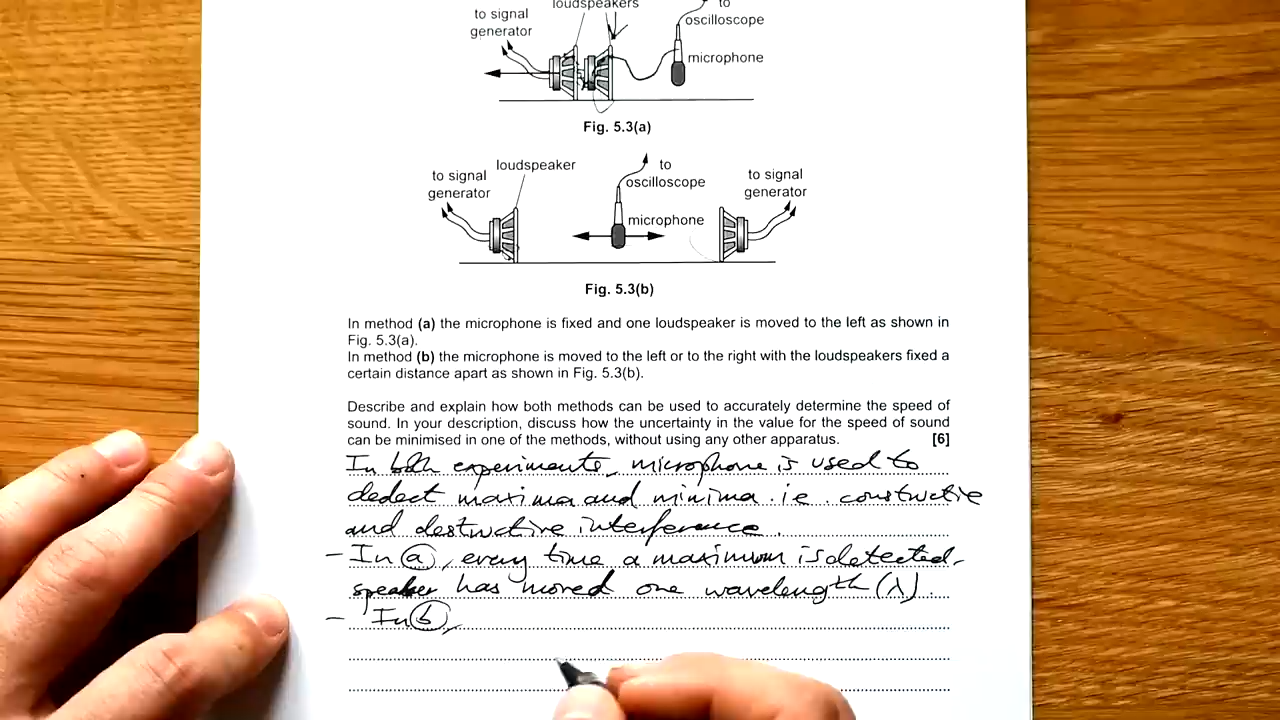 loudspeakers
to signal
generator
to
oscilloscope
microphone
Fig. 5.3(a)
loudspeaker
to signal
generator
to
oscilloscope
to signal
generator
microphone
Fig. 5.3(b)
In method (a) the microphone is fixed and one loudspeaker is moved to the left as shown in
Fig. 5.3(a).
In method (b) the microphone is moved to the left or to the right with the loudspeakers fixed a
certain distance apart as shown in Fig. 5.3(b).
Describe and explain how both methods can be used to accurately determine the speed of
sound. In your description, discuss how the uncertainty in the value for the speed of sound
can be minimised in one of the methods, without using any other apparatus. [6]
In both experiments, microphone is used to
dedect maxima and minima. i.e. constructive
and destructive interference.
- In (a), every time a maximum is detected,
speaker has moved one wavelength (λ).
- In (b),